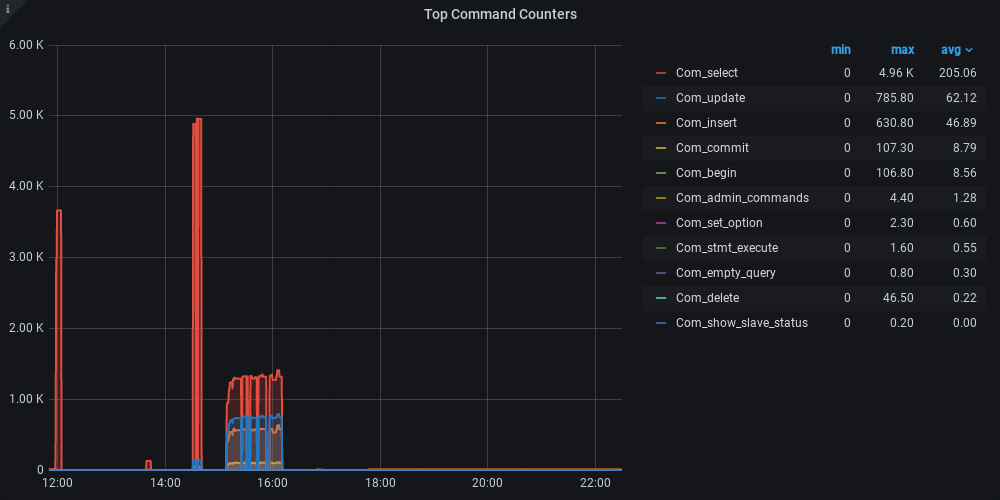 i
Top Command Counters
6.00 K
5.00 K
4.00 K
3.00 K
2.00 K
1.00 K
0
12:00 14:00 16:00 18:00 20:00 22:00
min max avg
Com_select 0 4.96 K 205.06
Com_update 0 785.80 62.12
Com_insert 0 630.80 46.89
Com_commit 0 107.30 8.79
Com_begin 0 106.80 8.56
Com_admin_commands 0 4.40 1.28
Com_set_option 0 2.30 0.60
Com_stmt_execute 0 1.60 0.55
Com_empty_query 0 0.80 0.30
Com_delete 0 46.50 0.22
Com_show_slave_status 0 0.20 0.00